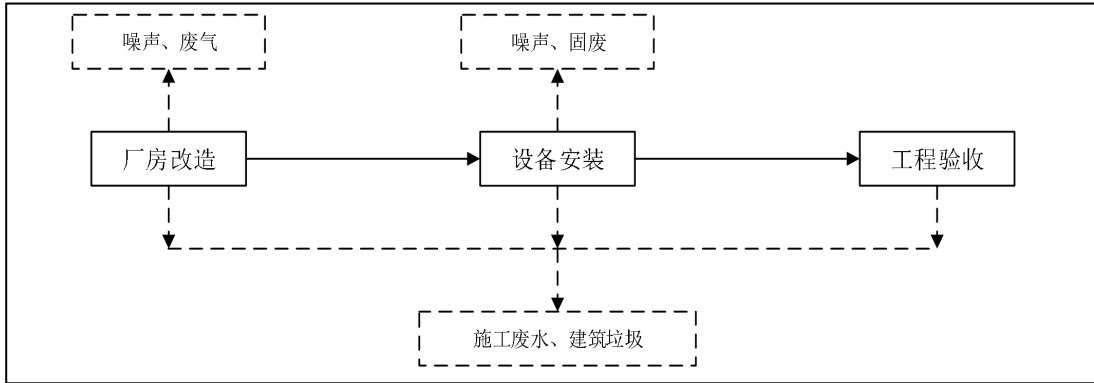 噪声、废气
噪声、固废
厂房改造
设备安装
工程验收
施工废水、建筑垃圾